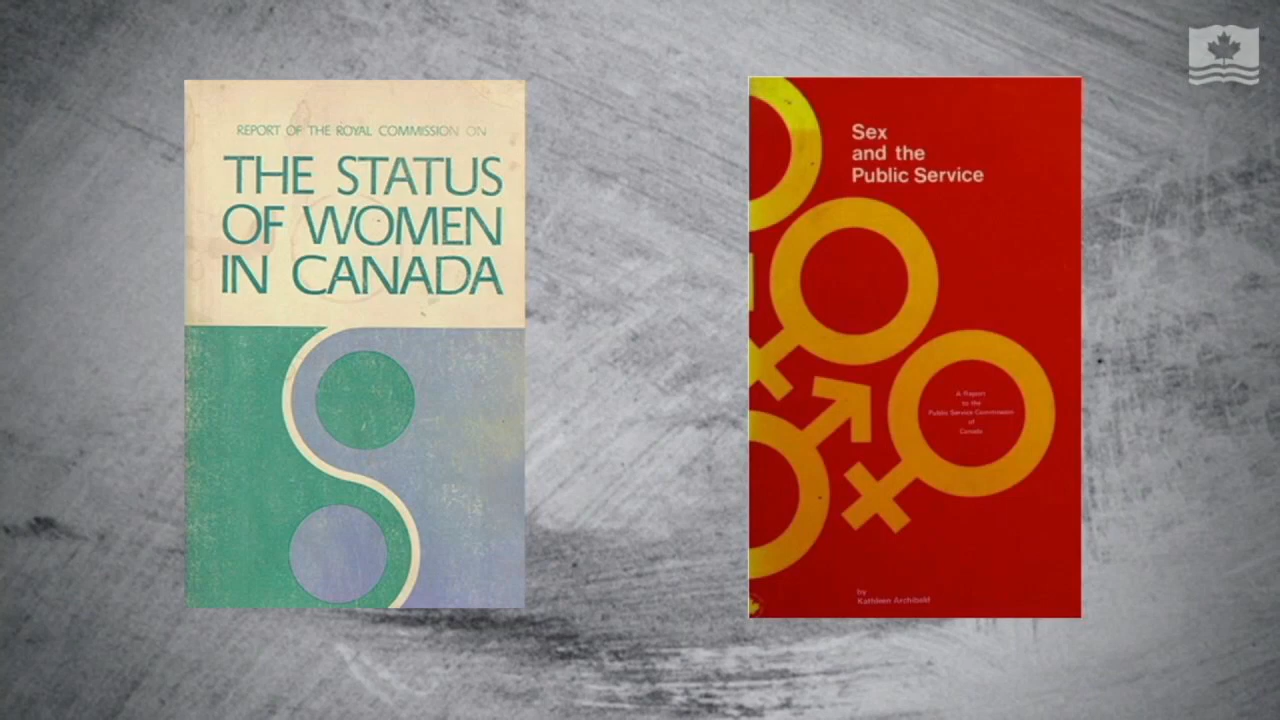 REPORT OF THE ROYAL COMMISSION ON
THE STATUS
OF WOMEN
IN CANADA
Sex
and the
Public Service
A Report
to the
Public Service Commission
of
Canada
by
Kathleen Archibald